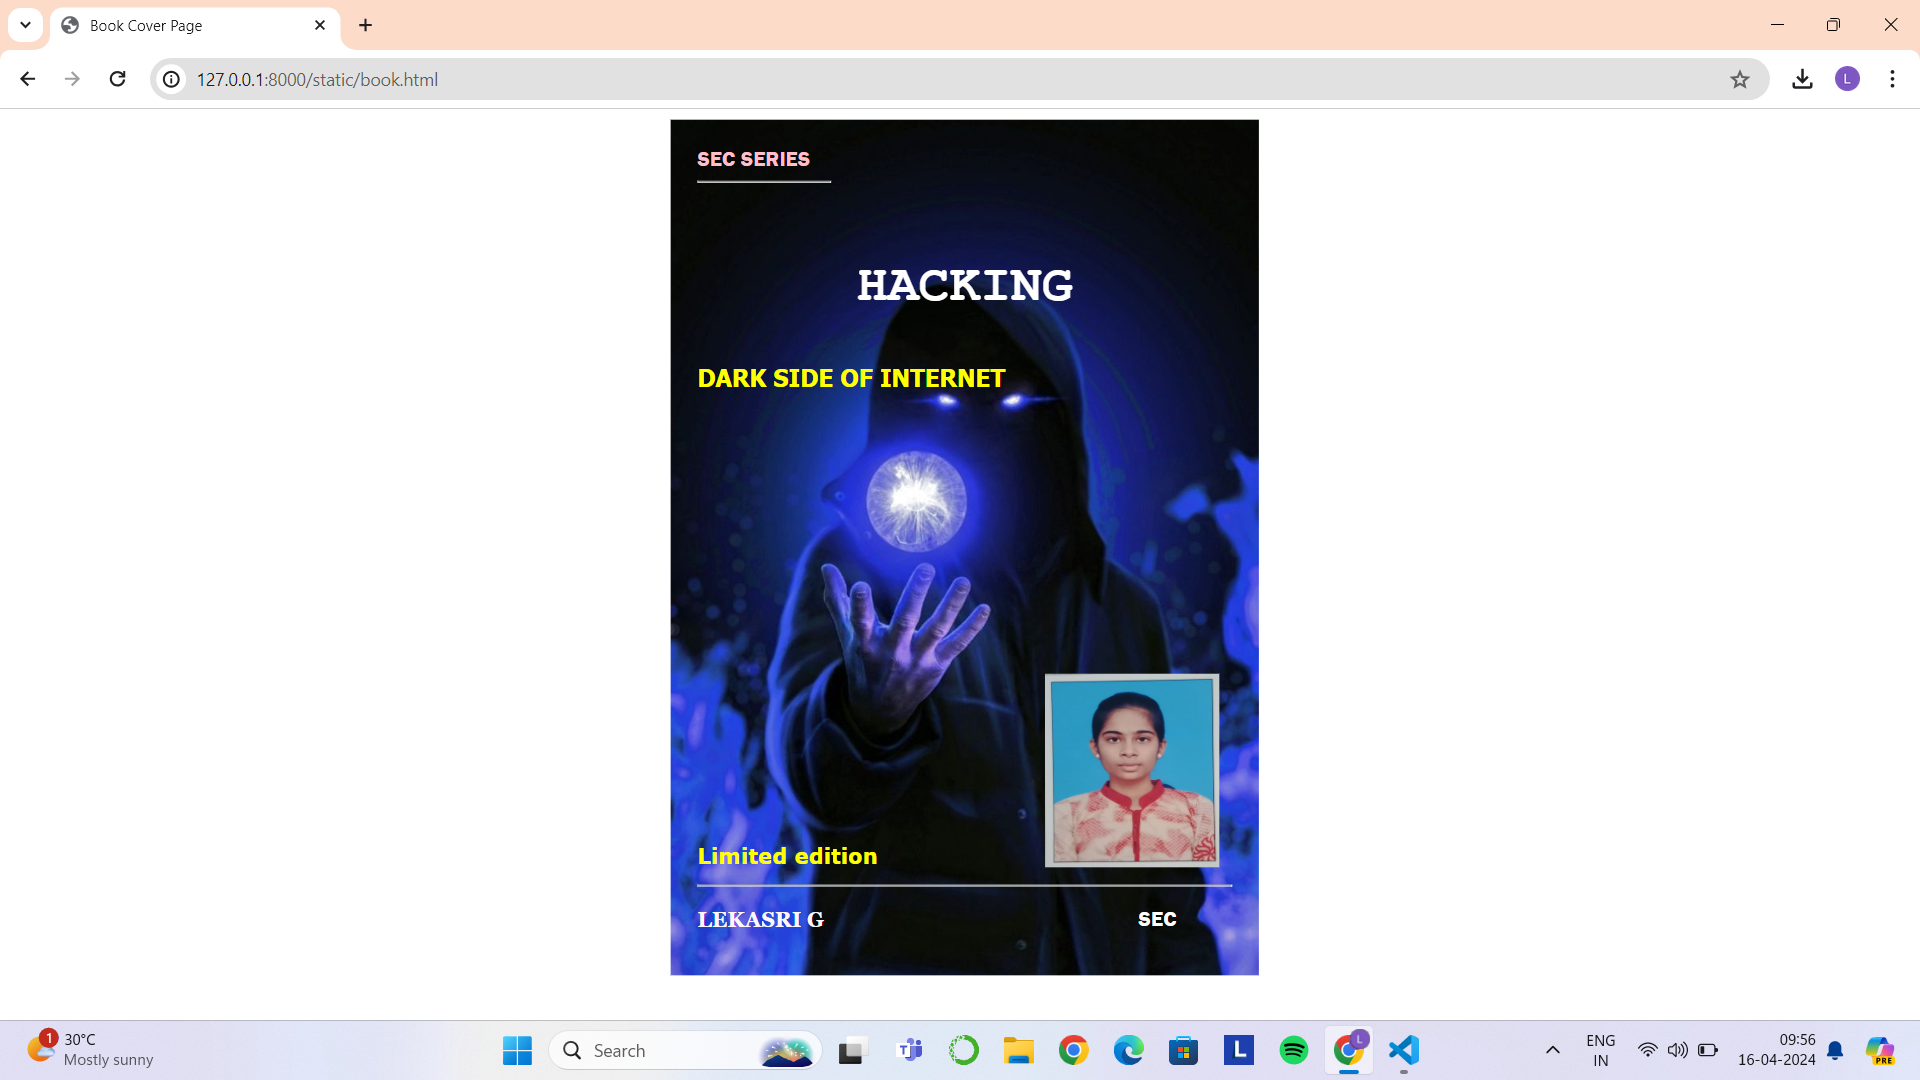 Book Cover Page
127.0.0.1:8000/static/book.html
L
SEC SERIES
HACKING
DARK SIDE OF INTERNET
Limited edition
LEKASRI G
SEC
1
30°C
Mostly sunny
Search
T
L
L
ENG
IN
09:56
16-04-2024
PRE